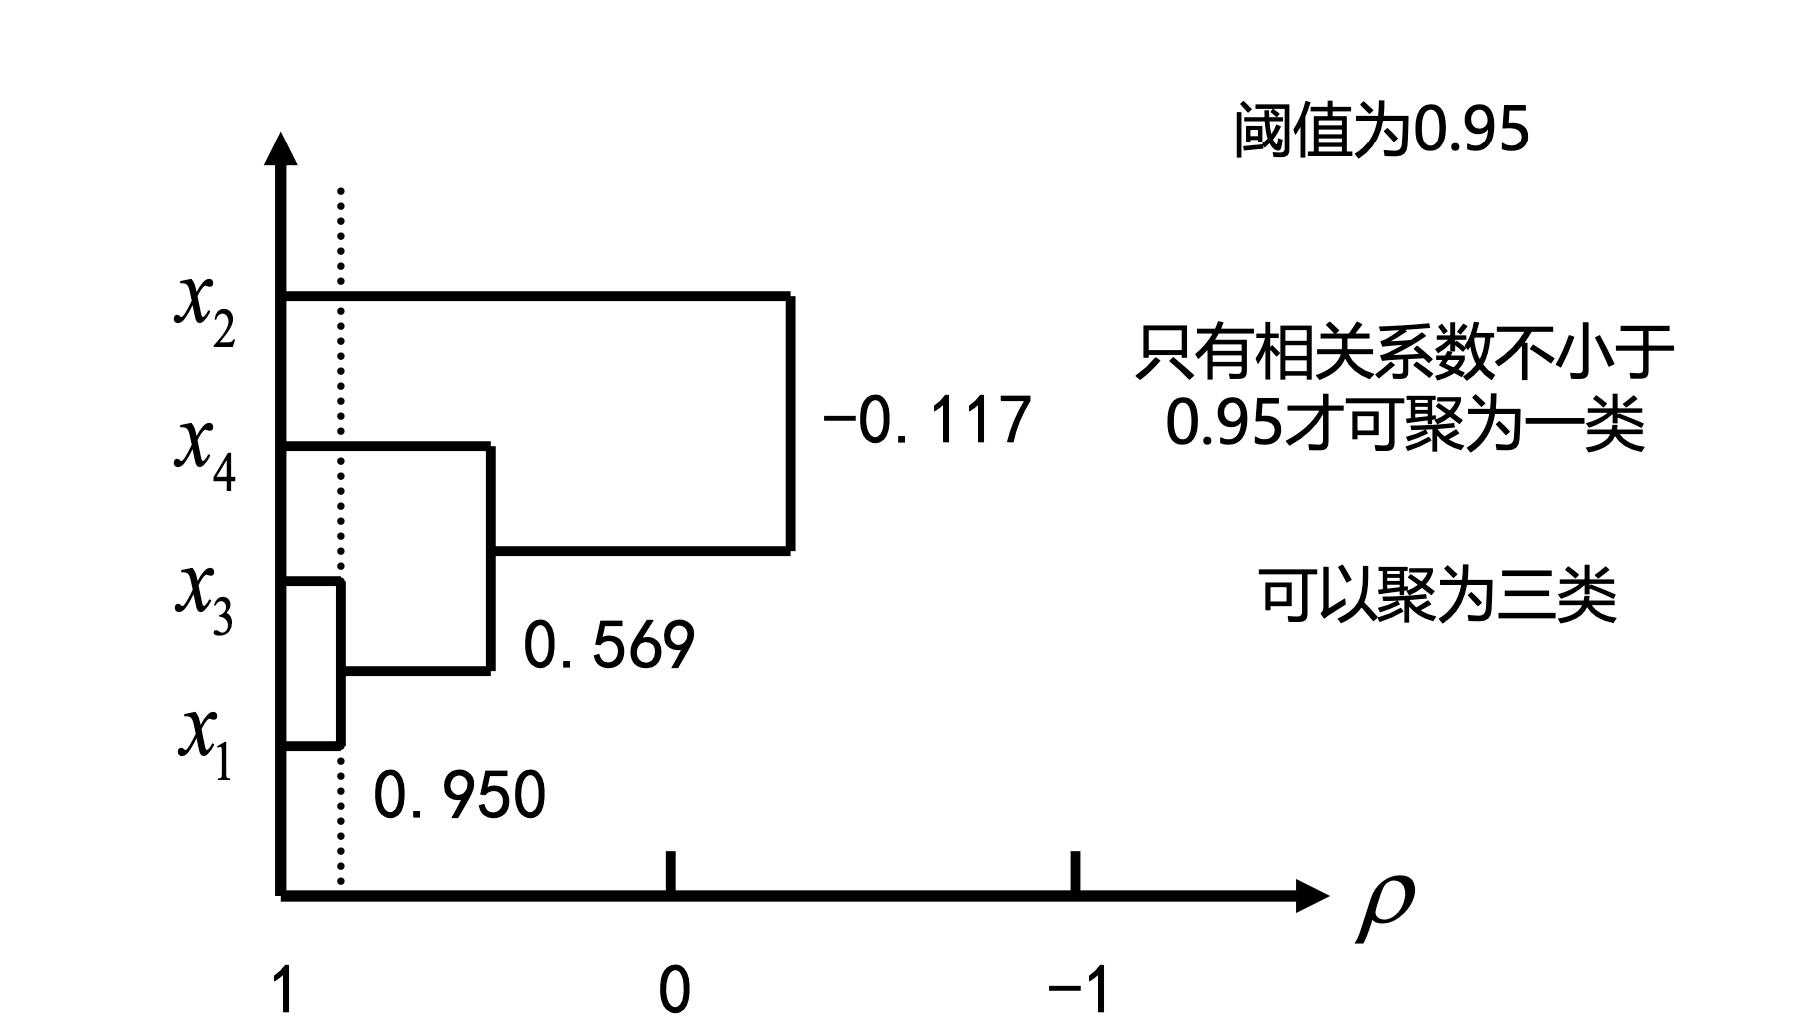 阈值为0.95
x2
只有相关系数不小于
0.95才可聚为一类
-0.117
x4
可以聚为三类
x3
0.569
x1
0.950
ρ
1 0 -1